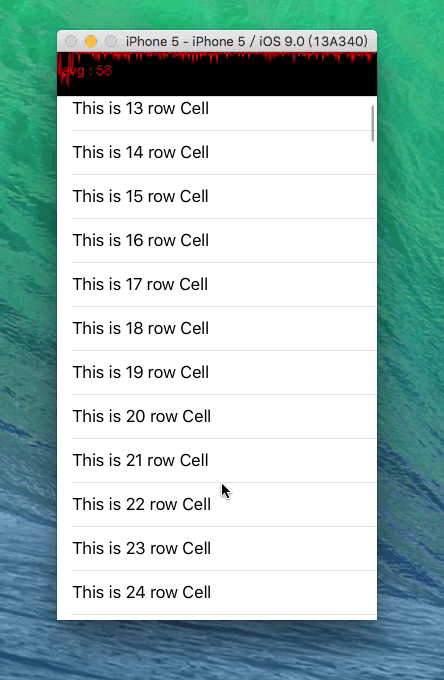 iPhone 5 - iPhone 5 / iOS 9.0 (13A340)
avg : 58
This is 13 row Cell
This is 14 row Cell
This is 15 row Cell
This is 16 row Cell
This is 17 row Cell
This is 18 row Cell
This is 19 row Cell
This is 20 row Cell
This is 21 row Cell
This is 22 row Cell
This is 23 row Cell
This is 24 row Cell